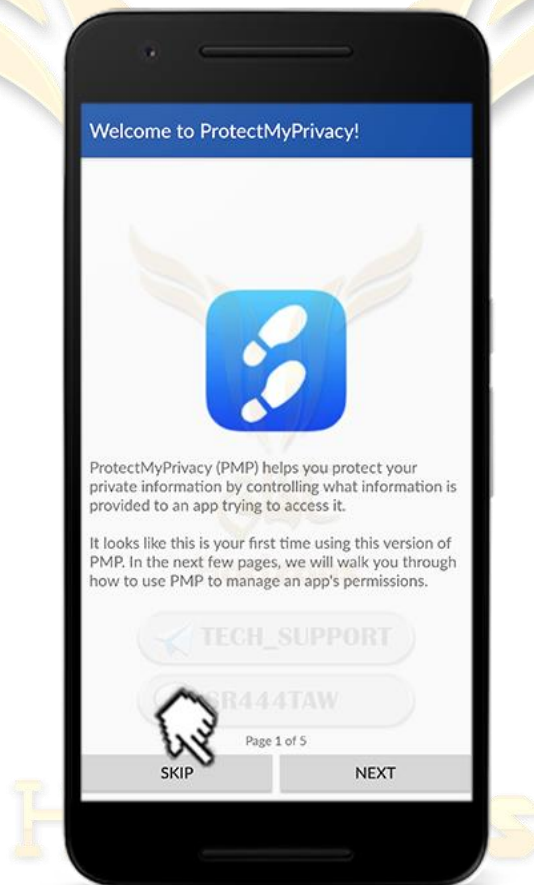 Welcome to ProtectMyPrivacy!
ProtectMyPrivacy (PMP) helps you protect your
private information by controlling what information is
provided to an app trying to access it.
It looks like this is your first time using this version of
PMP. In the next few pages, we will walk you through
how to use PMP to manage an app's permissions.
TECH_SUPPORT
SR444TAW
Page 1 of 5
SKIP
NEXT